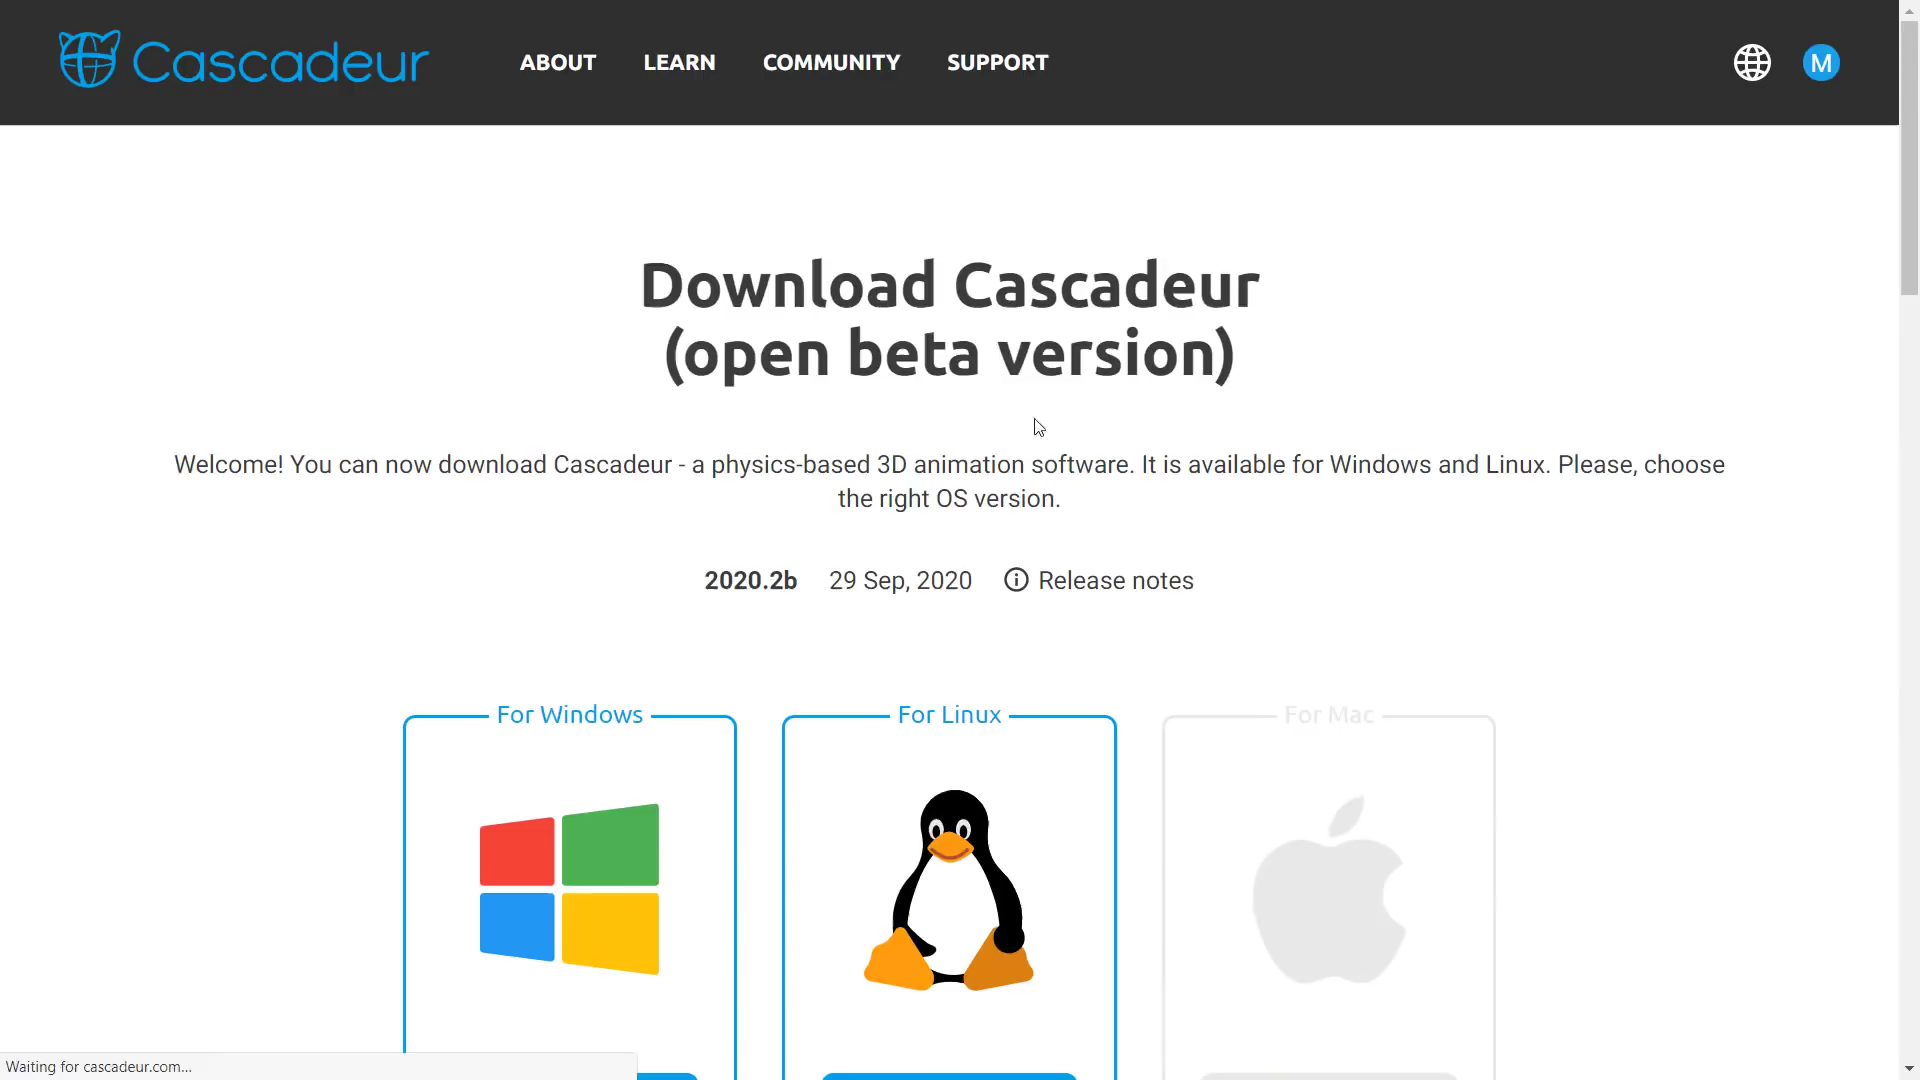 Cascadeur ABOUT LEARN COMMUNITY SUPPORT M
Download Cascadeur
(open beta version)
Welcome! You can now download Cascadeur - a physics-based 3D animation software. It is available for Windows and Linux. Please, choose
the right OS version.
2020.2b 29 Sep, 2020 Release notes
For Windows For Linux For Mac
Waiting for cascadeur.com...